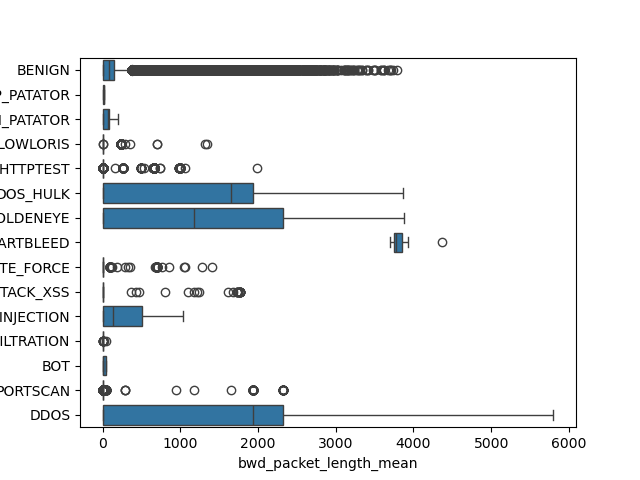 BENIGN
P_PATATOR
H_PATATOR
LOWLORIS
HTTPTEST
DOS_HULK
OLDENEYE
ARTBLEED
TE_FORCE
TACK_XSS
INJECTION
ILTRATION
BOT
PORTSCAN
DDOS
0 1000 2000 3000 4000 5000 6000
bwd_packet_length_mean